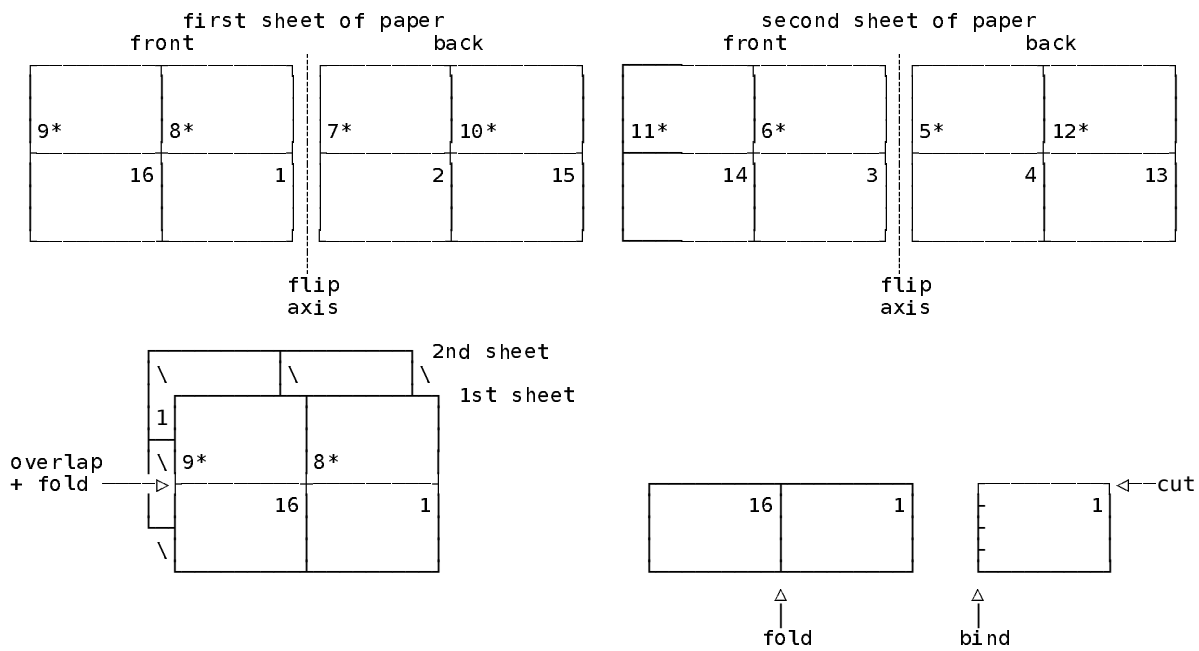 first sheet of paper
second sheet of paper
front back
front back
9* 8* 7* 10*
11* 6* 5* 12*
16 1 2 15
14 3 4 13
flip
axis
flip
axis
2nd sheet
\ \ \
1st sheet
1
overlap
\ 9* 8*
+ fold
16 1
\
16 1
1
cut
fold
bind